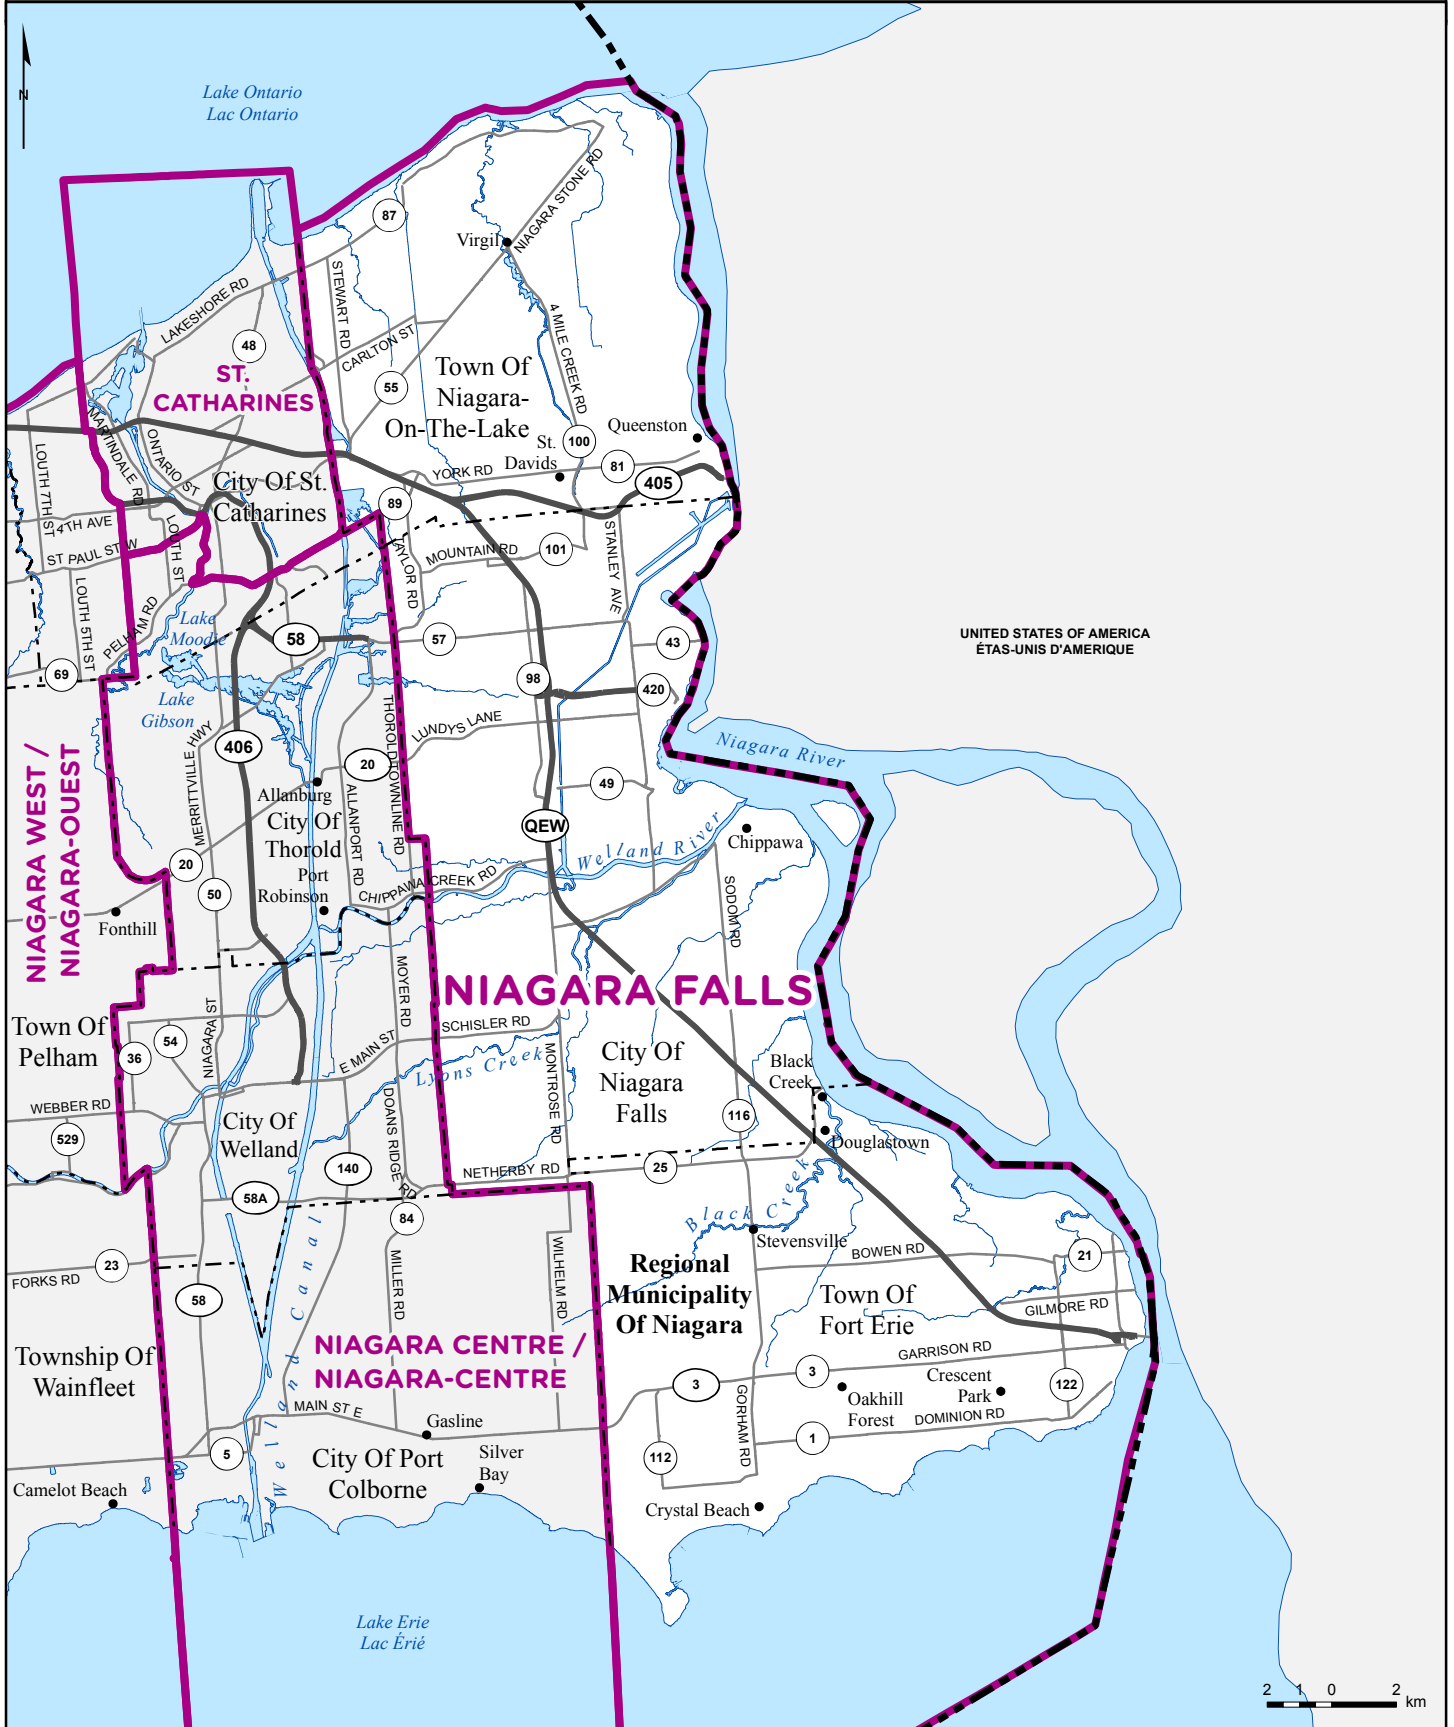 N
Lake Ontario
Lac Ontario
87
Virgil
NIAGARA STONE RD
STEWART RD
LAKESHORE RD
48
CARLTON ST
4 MILE CREEK RD
ST.
CATHARINES
55
Town Of
Niagara-
On-The-Lake
MARTINDALE RD
ONTARIO ST
LOUTH 7TH ST
Queenston
100
St.
Davids
81
YORK RD
405
City Of St.
Catharines
89
4TH AVE
ST PAUL ST W
LOUTH ST
TAYLOR RD
MOUNTAIN RD
101
STANLEY AVE
LOUTH 5TH ST
PELHAM RD
Lake
Moodie
58
57
43
UNITED STATES OF AMERICA
ÉTAS-UNIS D'AMERIQUE
69
98
420
Lake
Gibson
THOROLD TOWNLINE RD
LUNDYS LANE
MERRITTVILLE HWY
406
20
Niagara River
NIAGARA WEST /
NIAGARA-OUEST
Allanburg
49
City Of
Thorold
ALLANPORT RD
QEW
Chippawa
Welland River
20
Port
Robinson
CHIPPAWA CREEK RD
50
SODOM RD
Fonthill
MOYER RD
NIAGARA FALLS
Town Of
Pelham
NIAGARA ST
54
36
E MAIN ST
SCHISLER RD
Lyons Creek
MONTROSE RD
City Of
Niagara
Falls
Black
Creek
WEBBER RD
529
City Of
Welland
DOANS RIDGE RD
116
Douglastown
140
NETHERBY RD
25
58A
84
Black Creek
Stevensville
23
FORKS RD
MILLER RD
WILHELM RD
Regional
Municipality
Of Niagara
BOWEN RD
21
58
Welland Canal
Town Of
Fort Erie
GILMORE RD
NIAGARA CENTRE /
NIAGARA-CENTRE
Township Of
Wainfleet
GARRISON RD
3
3
Crescent
Park
122
Oakhill
Forest
DOMINION RD
GORHAM RD
MAIN ST E
Gasline
1
5
City Of Port
Colborne
Silver
Bay
112
Camelot Beach
Crystal Beach
Lake Erie
Lac Érié
2 1 0 2
km